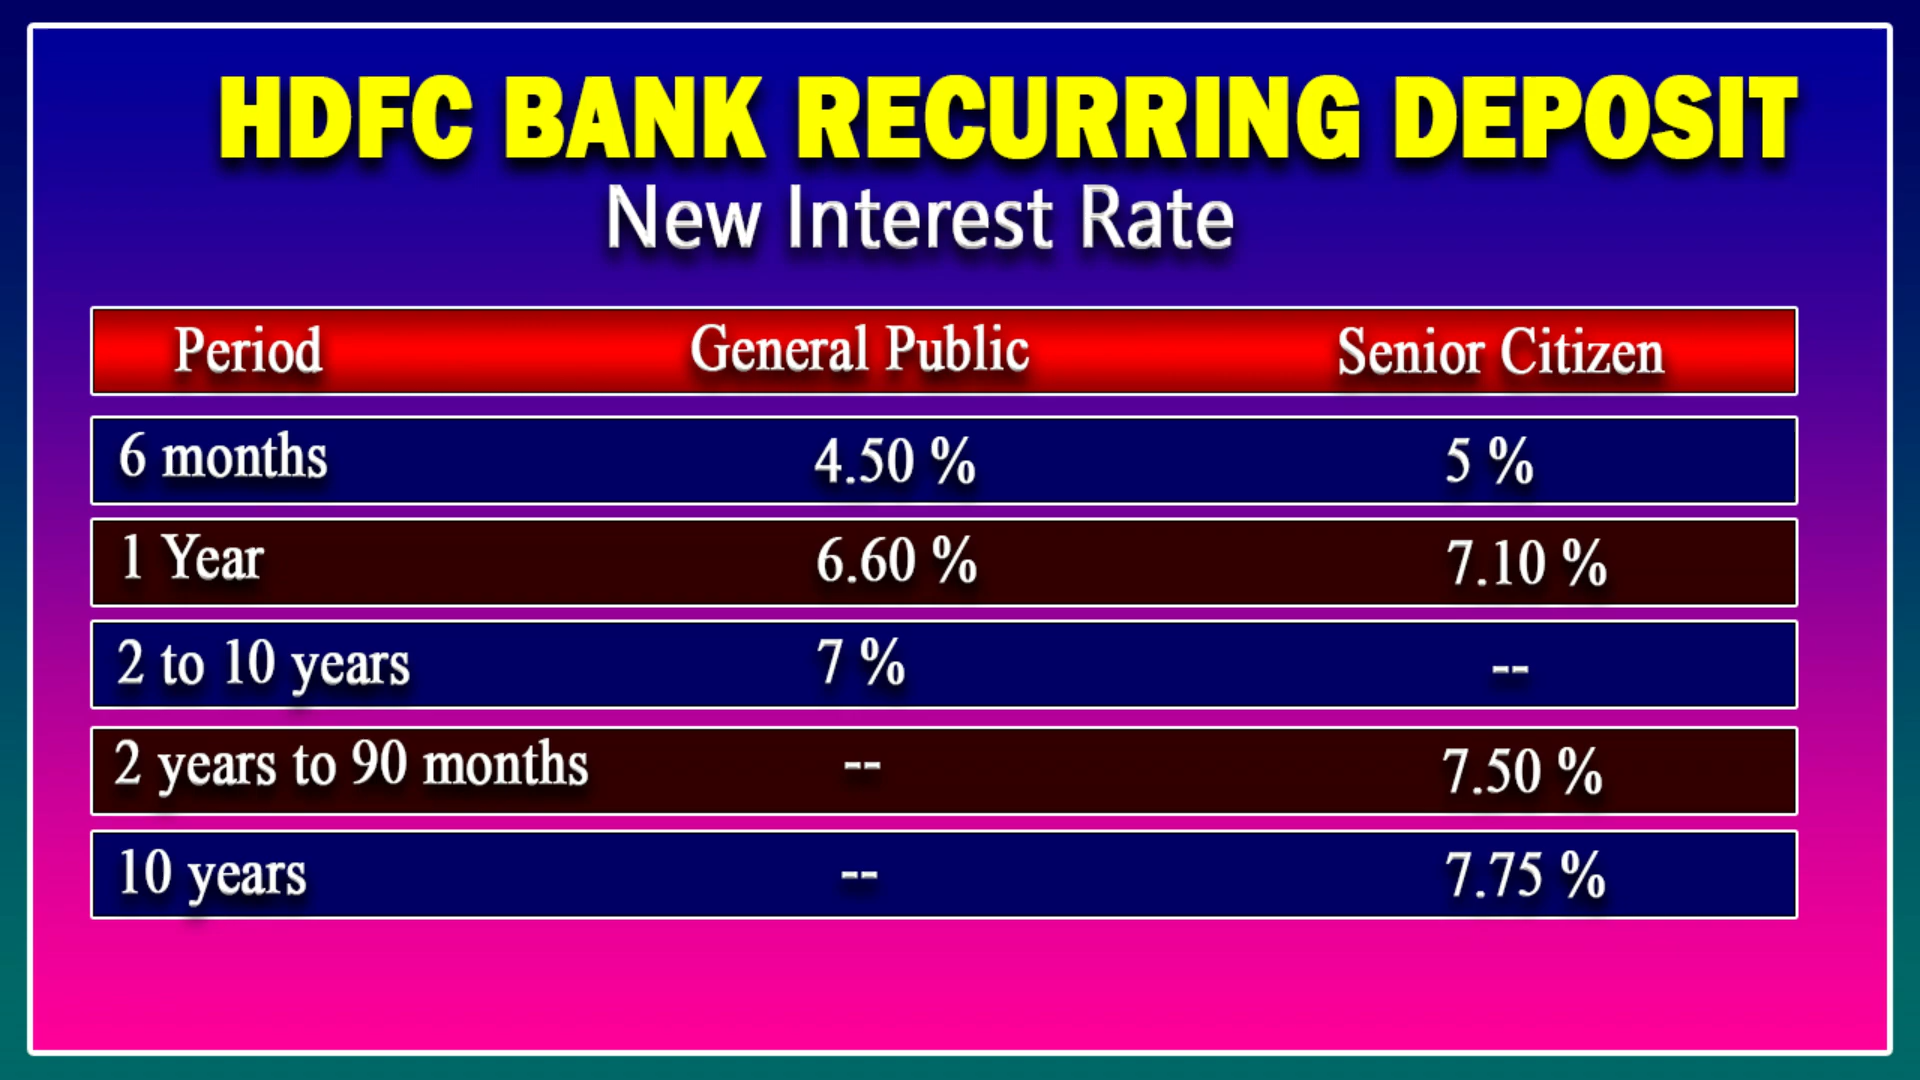 HDFC BANK RECURRING DEPOSIT
New Interest Rate
Period General Public Senior Citizen
6 months 4.50 % 5 %
1 Year 6.60 % 7.10 %
2 to 10 years 7 % --
2 years to 90 months -- 7.50 %
10 years -- 7.75 %